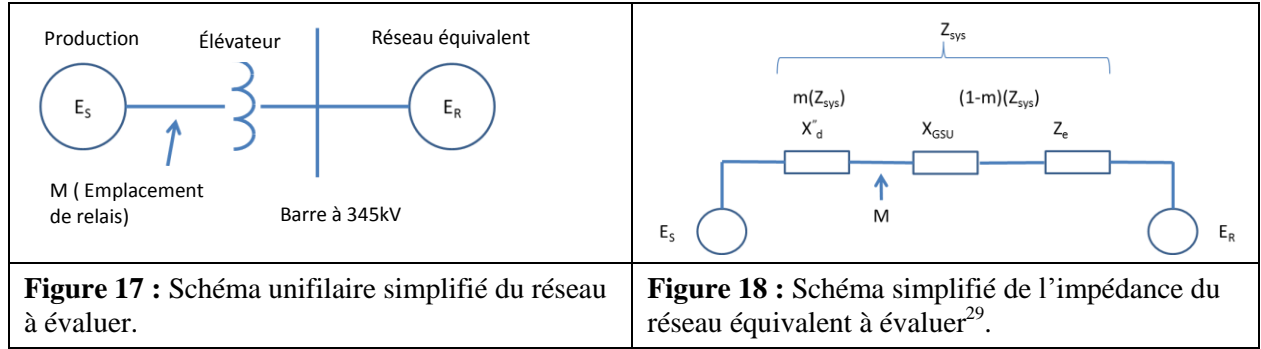 Production
Élévateur
Réseau équivalent
E_S
E_R
M ( Emplacement
de relais)
Barre à 345kV
Z_sys
m(Z_sys)
(1-m)(Z_sys)
X″_d
X_GSU
Z_e
M
E_S
E_R
Figure 17 : Schéma unifilaire simplifié du réseau
à évaluer.
Figure 18 : Schéma simplifié de l’impédance du
réseau équivalent à évaluer²⁹.